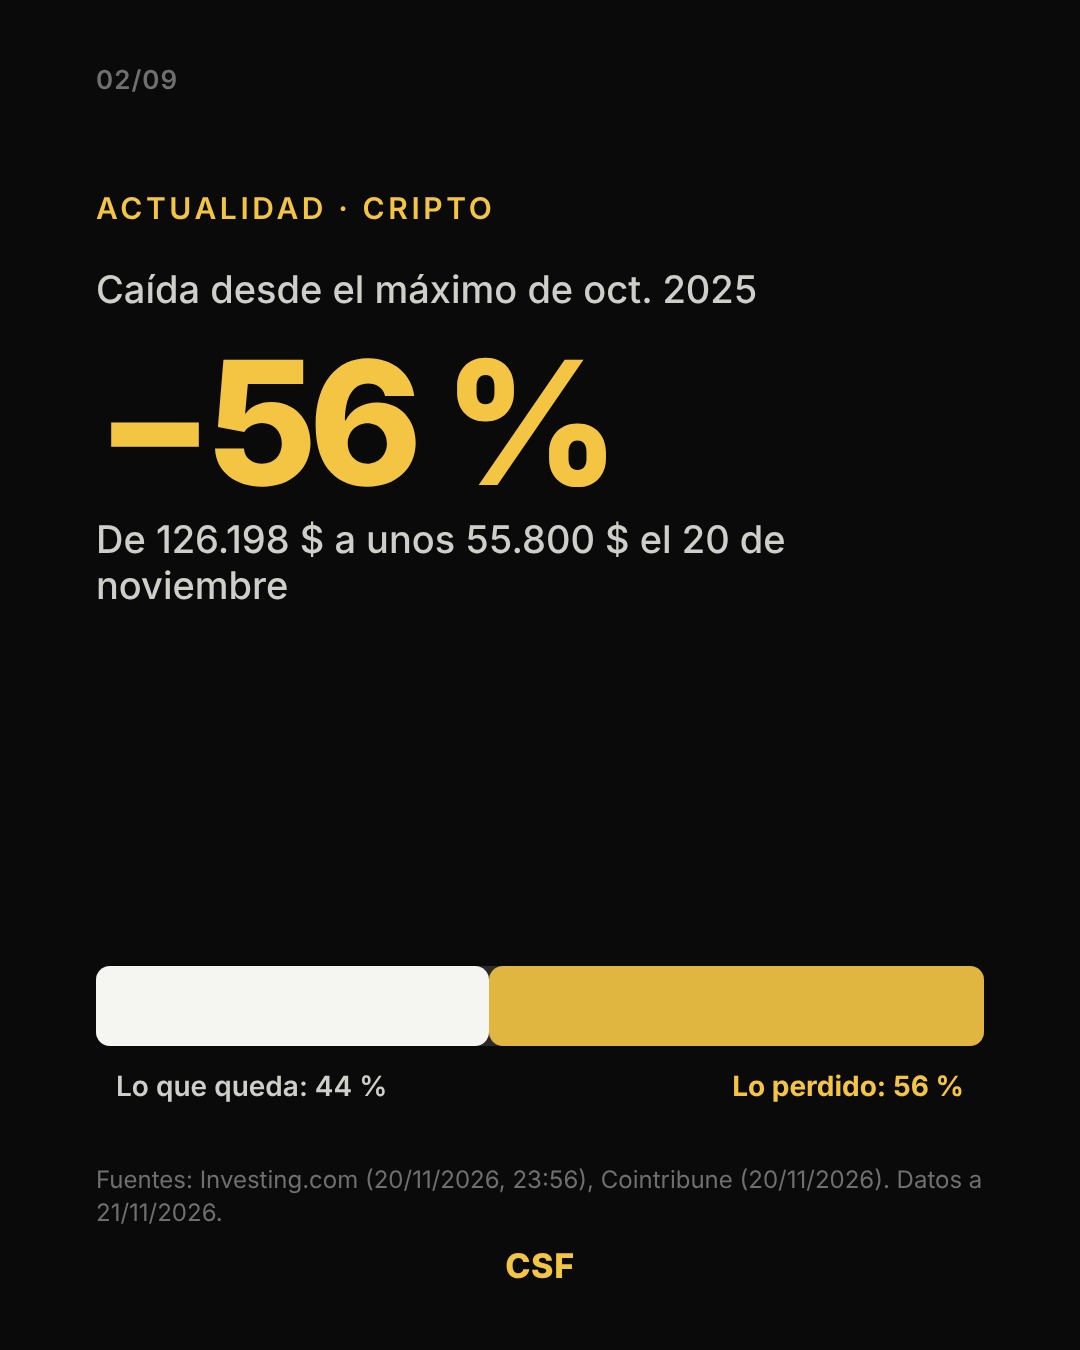 02/09
ACTUALIDAD · CRIPTO
Caída desde el máximo de oct. 2025
−56 %
De 126.198 $ a unos 55.800 $ el 20 de
noviembre
Lo que queda: 44 %
Lo perdido: 56 %
Fuentes: Investing.com (20/11/2026, 23:56), Cointribune (20/11/2026). Datos a
21/11/2026.
CSF